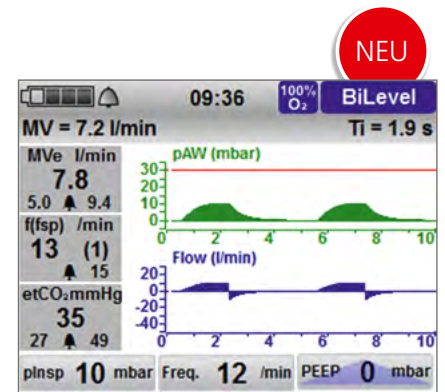 NEU
09:36 100% O₂ BiLevel
MV = 7.2 l/min Ti = 1.9 s
MVe l/min
7.8
5.0 9.4
f(fsp) /min
13 (1)
15
etCO₂mmHg
35
27 49
pAW (mbar)
30
20
10
0
0 2 4 6 8 10
Flow (l/min)
20
0
-20
-40
0 2 4 6 8 10
pInsp 10 mbar Freq. 12 /min PEEP 0 mbar